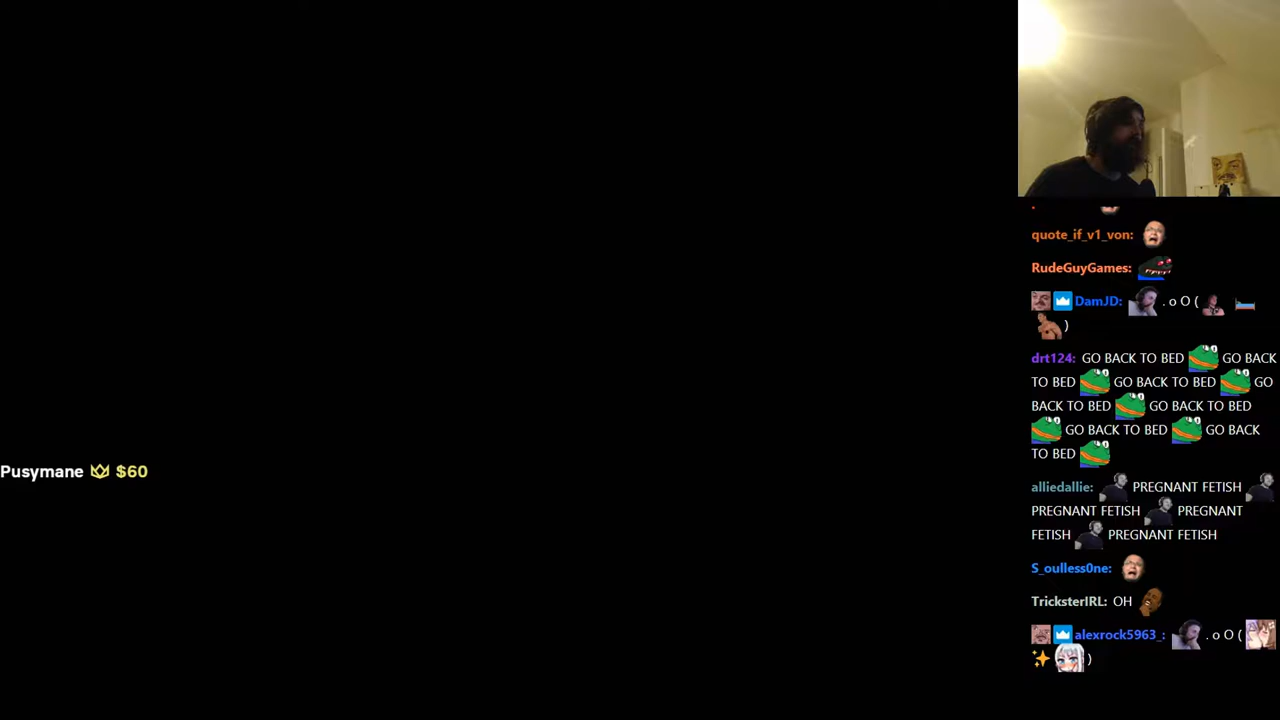 quote_if_v1_von:
RudeGuyGames:
DamJD: . o O (
)
drt124: GO BACK TO BED GO BACK
TO BED GO BACK TO BED GO
BACK TO BED GO BACK TO BED
GO BACK TO BED GO BACK
TO BED
Pusymane $60
alliedallie: PREGNANT FETISH
PREGNANT FETISH PREGNANT
FETISH PREGNANT FETISH
S_oulless0ne:
TricksterIRL: OH
alexrock5963_: . o O (
)